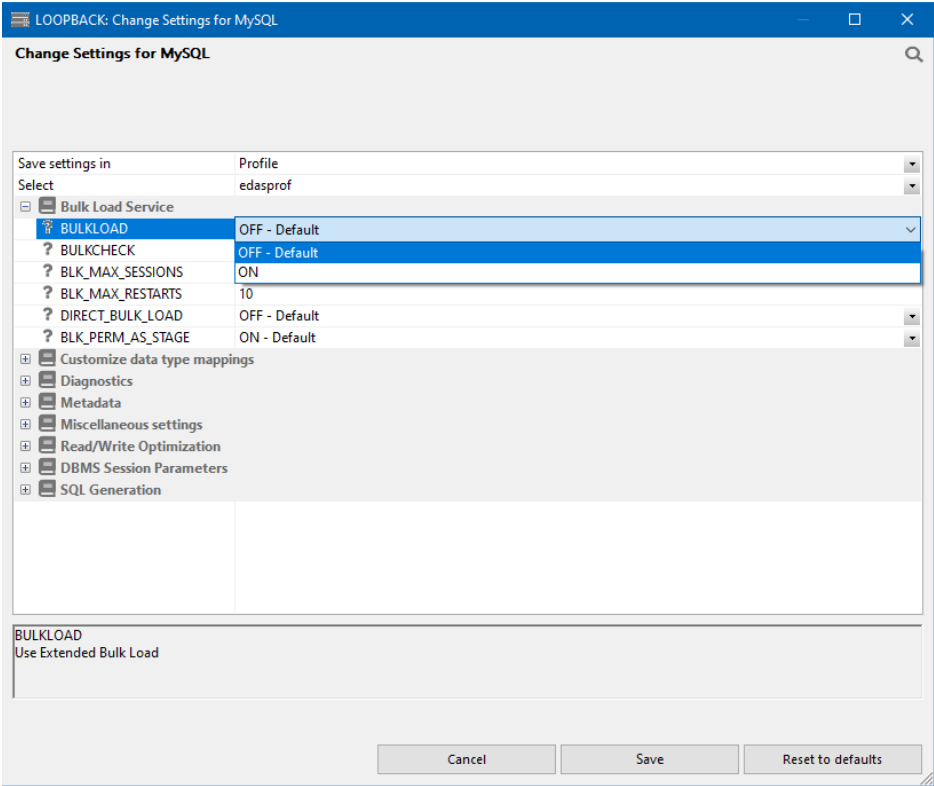 LOOPBACK: Change Settings for MySQL
Change Settings for MySQL
Save settings in Profile
Select edasprof
Bulk Load Service
BULKLOAD OFF - Default
BULKCHECK OFF - Default
BLK_MAX_SESSIONS ON
BLK_MAX_RESTARTS 10
DIRECT_BULK_LOAD OFF - Default
BLK_PERM_AS_STAGE ON - Default
Customize data type mappings
Diagnostics
Metadata
Miscellaneous settings
Read/Write Optimization
DBMS Session Parameters
SQL Generation
BULKLOAD
Use Extended Bulk Load
Cancel Save Reset to defaults